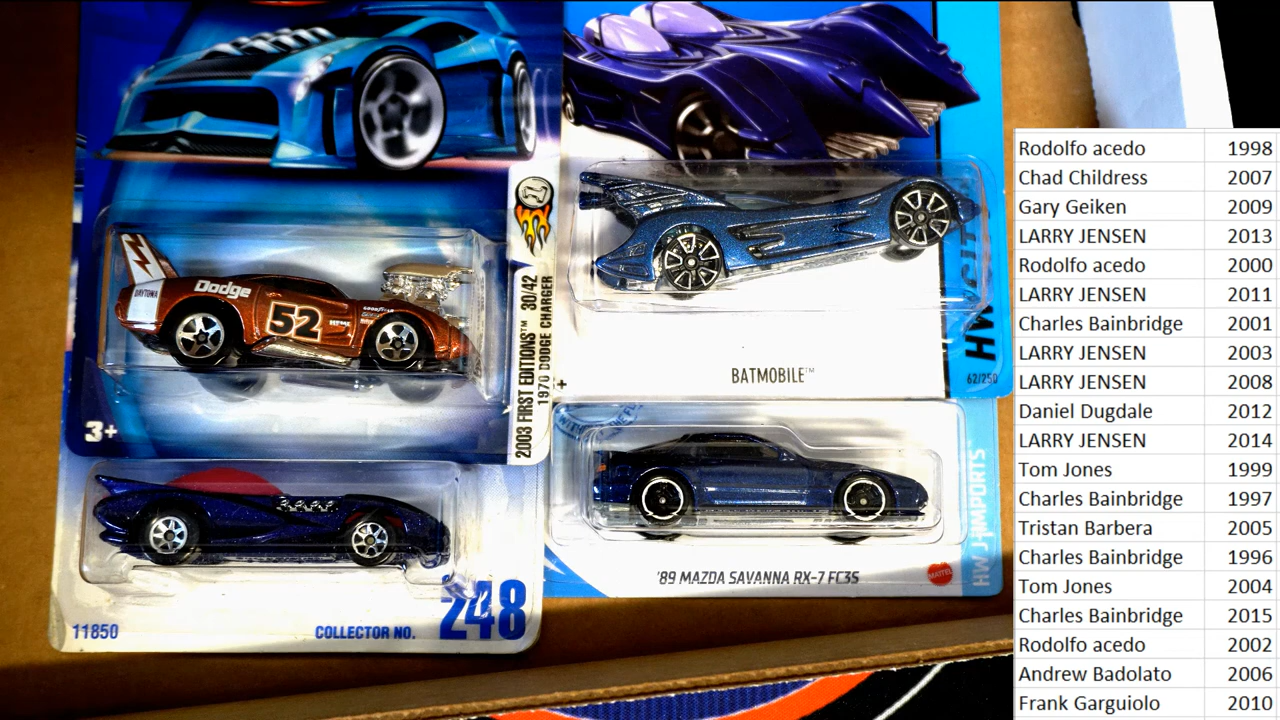 Dodge
52
DAYTONA
2003 FIRST EDITIONS™ 30/42
1970 DODGE CHARGER
3+
BATMOBILE™
HW CITY
62/250
11850
COLLECTOR NO.
248
'89 MAZDA SAVANNA RX-7 FC3S
MATTEL
HW J-IMPORTS
Rodolfo acedo 1998
Chad Childress 2007
Gary Geiken 2009
LARRY JENSEN 2013
Rodolfo acedo 2000
LARRY JENSEN 2011
Charles Bainbridge 2001
LARRY JENSEN 2003
LARRY JENSEN 2008
Daniel Dugdale 2012
LARRY JENSEN 2014
Tom Jones 1999
Charles Bainbridge 1997
Tristan Barbera 2005
Charles Bainbridge 1996
Tom Jones 2004
Charles Bainbridge 2015
Rodolfo acedo 2002
Andrew Badolato 2006
Frank Garguiolo 2010